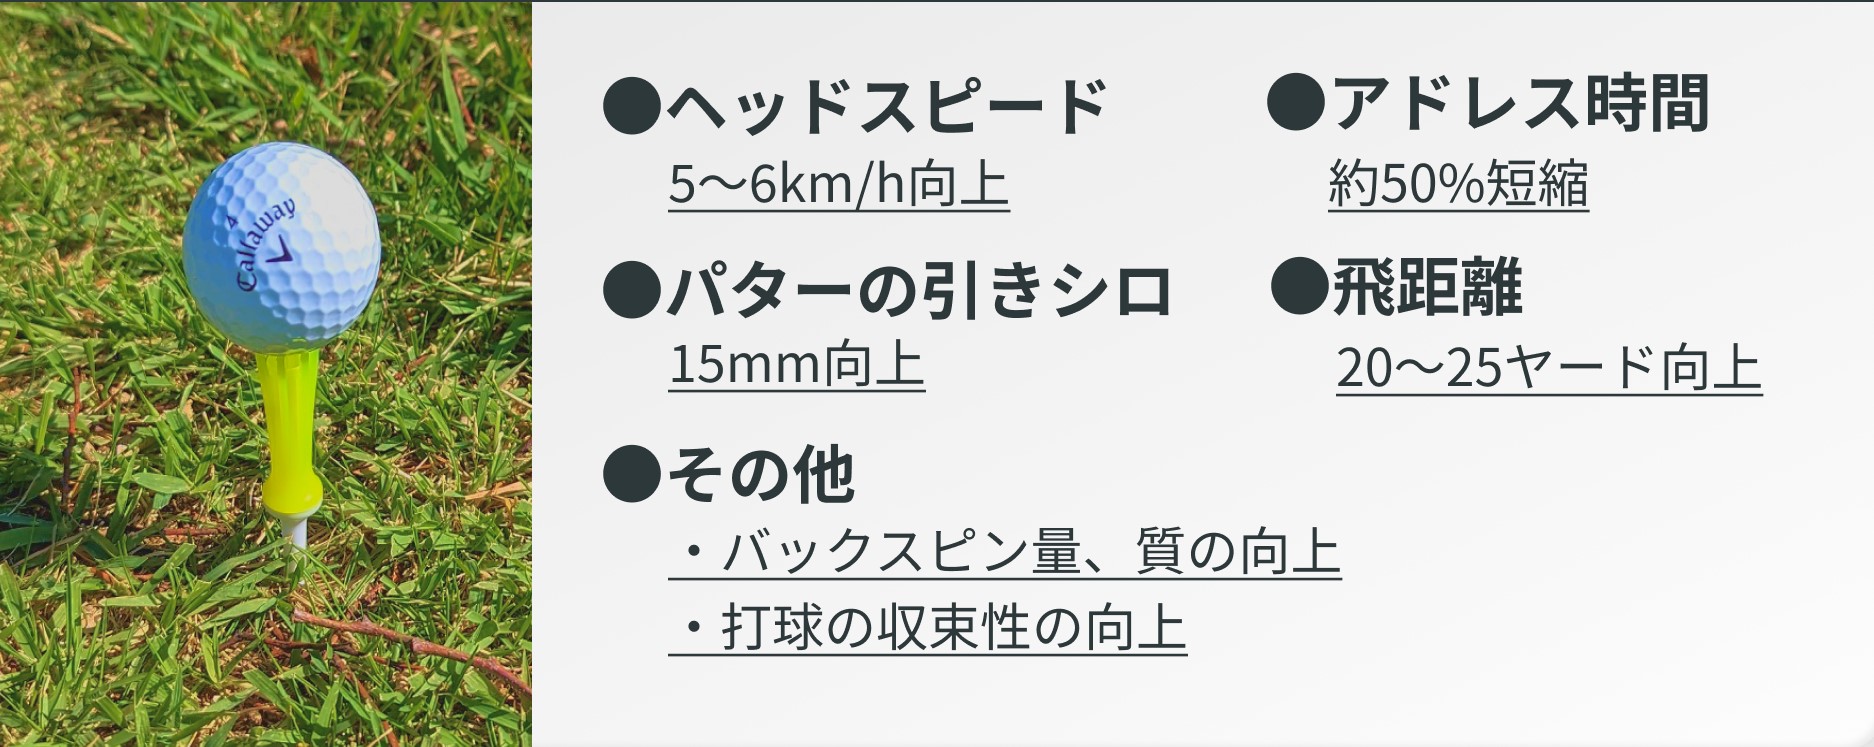 4
Callaway
●ヘッドスピード
5～6km/h向上
●アドレス時間
約50%短縮
●パターの引きシロ
15mm向上
●飛距離
20～25ヤード向上
●その他
・バックスピン量、質の向上
・打球の収束性の向上